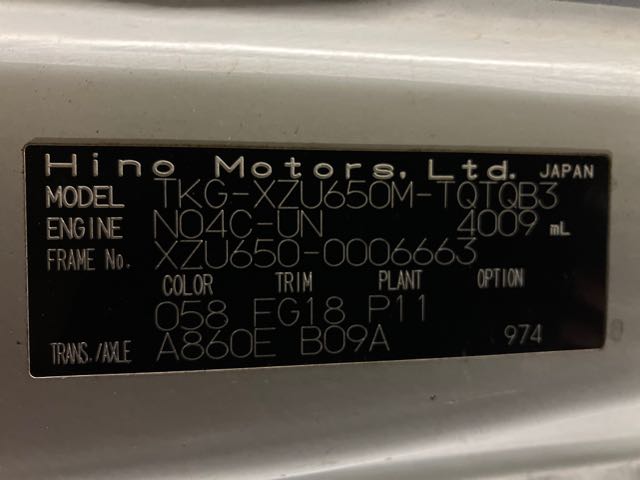 Hino Motors, Ltd. JAPAN
MODEL TKG-XZU650M-TQTQB3
ENGINE N04C-UN 4009 mL
FRAME No. XZU650-0006663
COLOR TRIM PLANT OPTION
058 FG18 P11
TRANS./AXLE A860E B09A 974